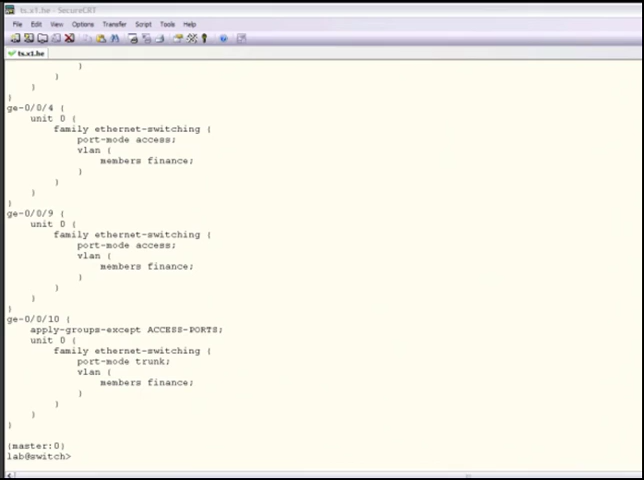 ts.x1.he - SecureCRT
File Edit View Options Transfer Script Tools Help
ts.x1.he
}
}
}
}
ge-0/0/4 {
unit 0 {
family ethernet-switching {
port-mode access;
vlan {
members finance;
}
}
}
}
ge-0/0/9 {
unit 0 {
family ethernet-switching {
port-mode access;
vlan {
members finance;
}
}
}
}
ge-0/0/10 {
apply-groups-except ACCESS-PORTS;
unit 0 {
family ethernet-switching {
port-mode trunk;
vlan {
members finance;
}
}
}
}
{master:0}
lab@switch>